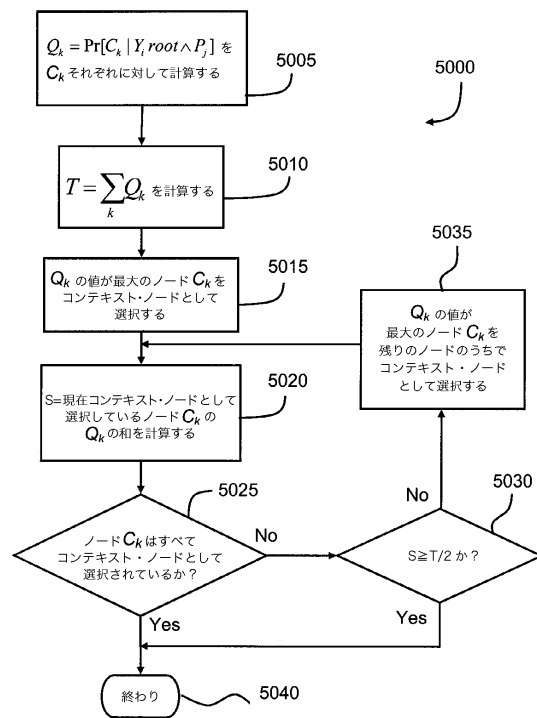 Q_k = Pr[C_k | Y_i root ∧ P_j] を
C_k それぞれに対して計算する
5005
5000
T = ∑_k Q_k を計算する
5010
Q_k の値が最大のノード C_k を
コンテキスト・ノードとして
選択する
5015
5035
Q_k の値が
最大のノード C_k を
残りのノードのうちで
コンテキスト・ノード
として選択する
S=現在コンテキスト・ノードとして
選択しているノード C_k の
Q_k の和を計算する
5020
ノード C_k はすべて
コンテキスト・ノードとして
選択されているか?
5025
No
Yes
S≧T/2 か?
5030
No
Yes
終わり
5040